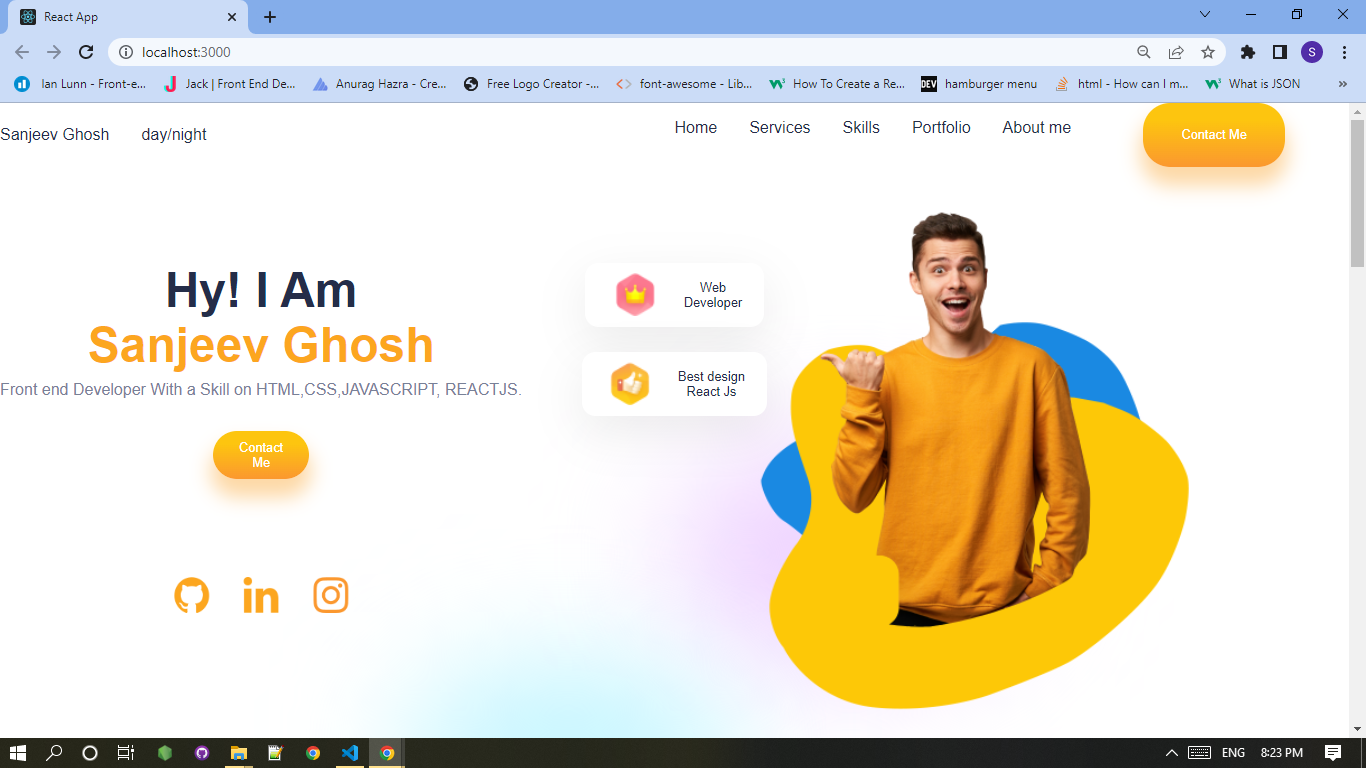 React App
localhost:3000
S
Ian Lunn - Front-e...
Jack | Front End De...
Anurag Hazra - Cre...
Free Logo Creator -...
font-awesome - Lib...
How To Create a Re...
DEV
hamburger menu
html - How can I m...
What is JSON
»
Sanjeev Ghosh
day/night
Home
Services
Skills
Portfolio
About me
Contact Me
Hy! I Am
Sanjeev Ghosh
Front end Developer With a Skill on HTML,CSS,JAVASCRIPT, REACTJS.
Contact
Me
Web
Developer
Best design
React Js
in
ENG
8:23 PM